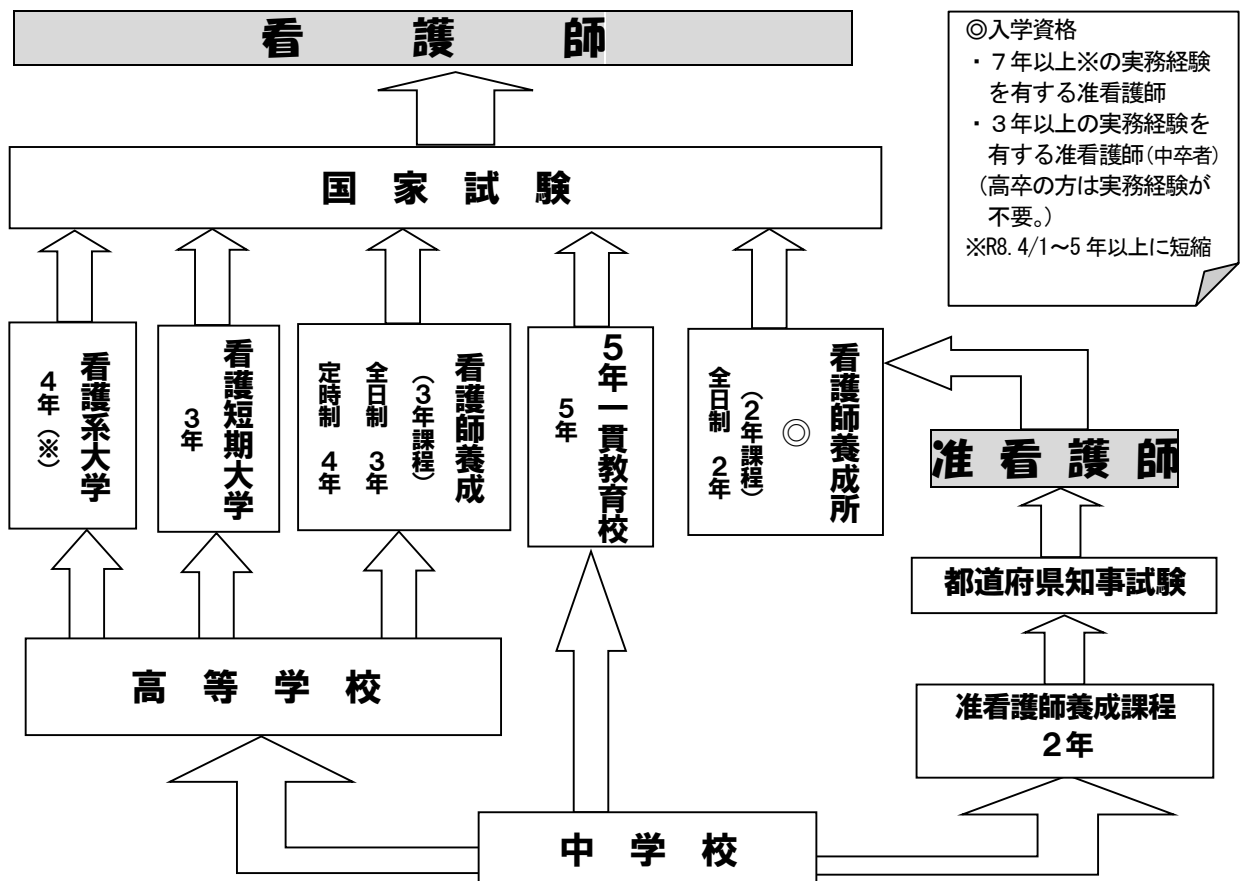 看護師
◎入学資格
・７年以上※の実務経験
を有する准看護師
・３年以上の実務経験を
有する准看護師（中卒者）
（高卒の方は実務経験が
不要。）
※R8.4/1～5年以上に短縮
国家試験
看護系大学
４年（※）
看護短期大学
３年
看護師養成
（３年課程）
全日制　３年
定時制　４年
５年一貫教育校
５年
看護師養成所
◎
（２年課程）
全日制　２年
准看護師
都道府県知事試験
高等学校
准看護師養成課程
２年
中学校